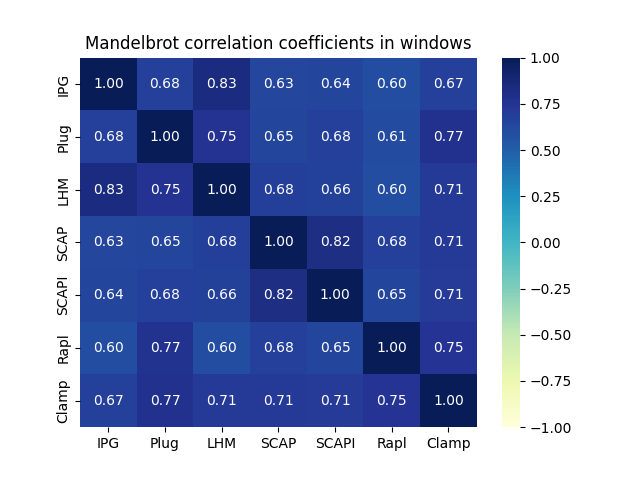 Mandelbrot correlation coefficients in windows
IPG 1.00 0.68 0.83 0.63 0.64 0.60 0.67
Plug 0.68 1.00 0.75 0.65 0.68 0.61 0.77
LHM 0.83 0.75 1.00 0.68 0.66 0.60 0.71
SCAP 0.63 0.65 0.68 1.00 0.82 0.68 0.71
SCAPI 0.64 0.68 0.66 0.82 1.00 0.65 0.71
Rapl 0.60 0.77 0.60 0.68 0.65 1.00 0.75
Clamp 0.67 0.77 0.71 0.71 0.71 0.75 1.00
IPG Plug LHM SCAP SCAPI Rapl Clamp
1.00
0.75
0.50
0.25
0.00
−0.25
−0.50
−0.75
−1.00